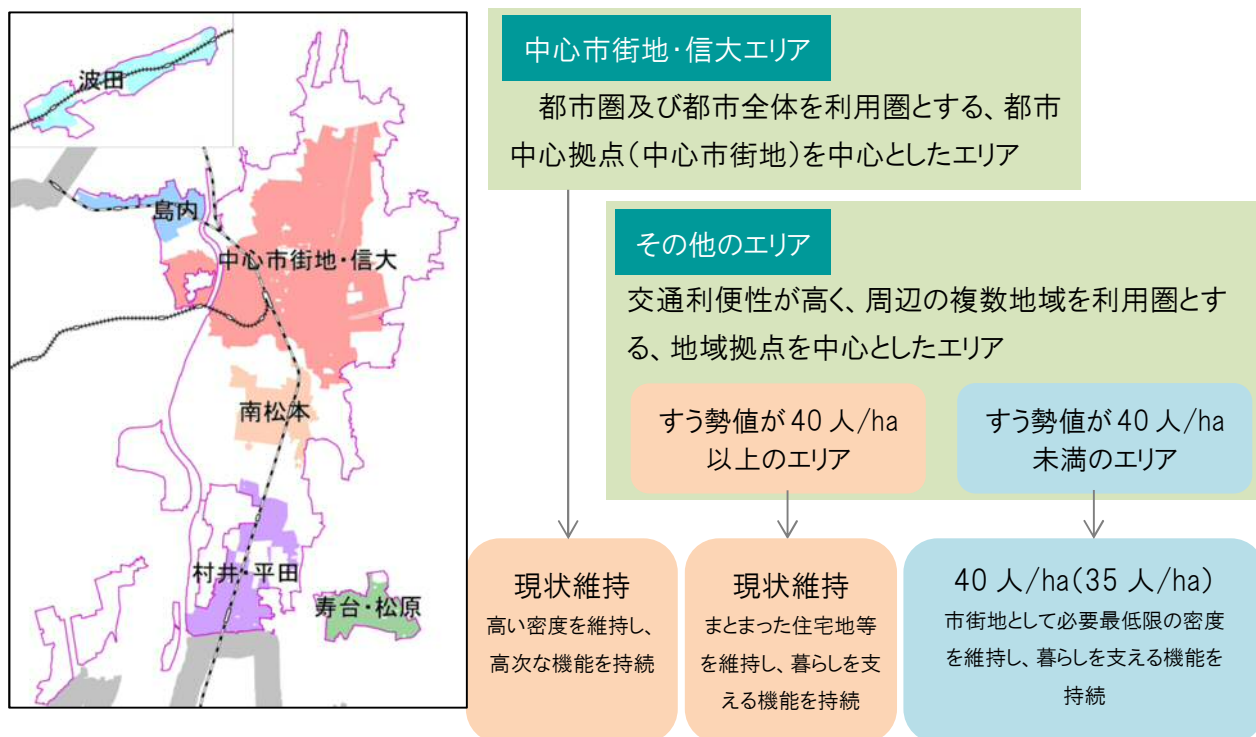 波田
島内
中心市街地・信大
南松本
村井・平田
寿台・松原
中心市街地・信大エリア
都市圏及び都市全体を利用圏とする、都市
中心拠点（中心市街地）を中心としたエリア
その他のエリア
交通利便性が高く、周辺の複数地域を利用圏とす
る、地域拠点を中心としたエリア
すう勢値が 40 人/ha
以上のエリア
すう勢値が 40 人/ha
未満のエリア
現状維持
高い密度を維持し、
高次な機能を持続
現状維持
まとまった住宅地等
を維持し、暮らしを支
える機能を持続
40 人/ha（35 人/ha）
市街地として必要最低限の密度
を維持し、暮らしを支える機能を
持続